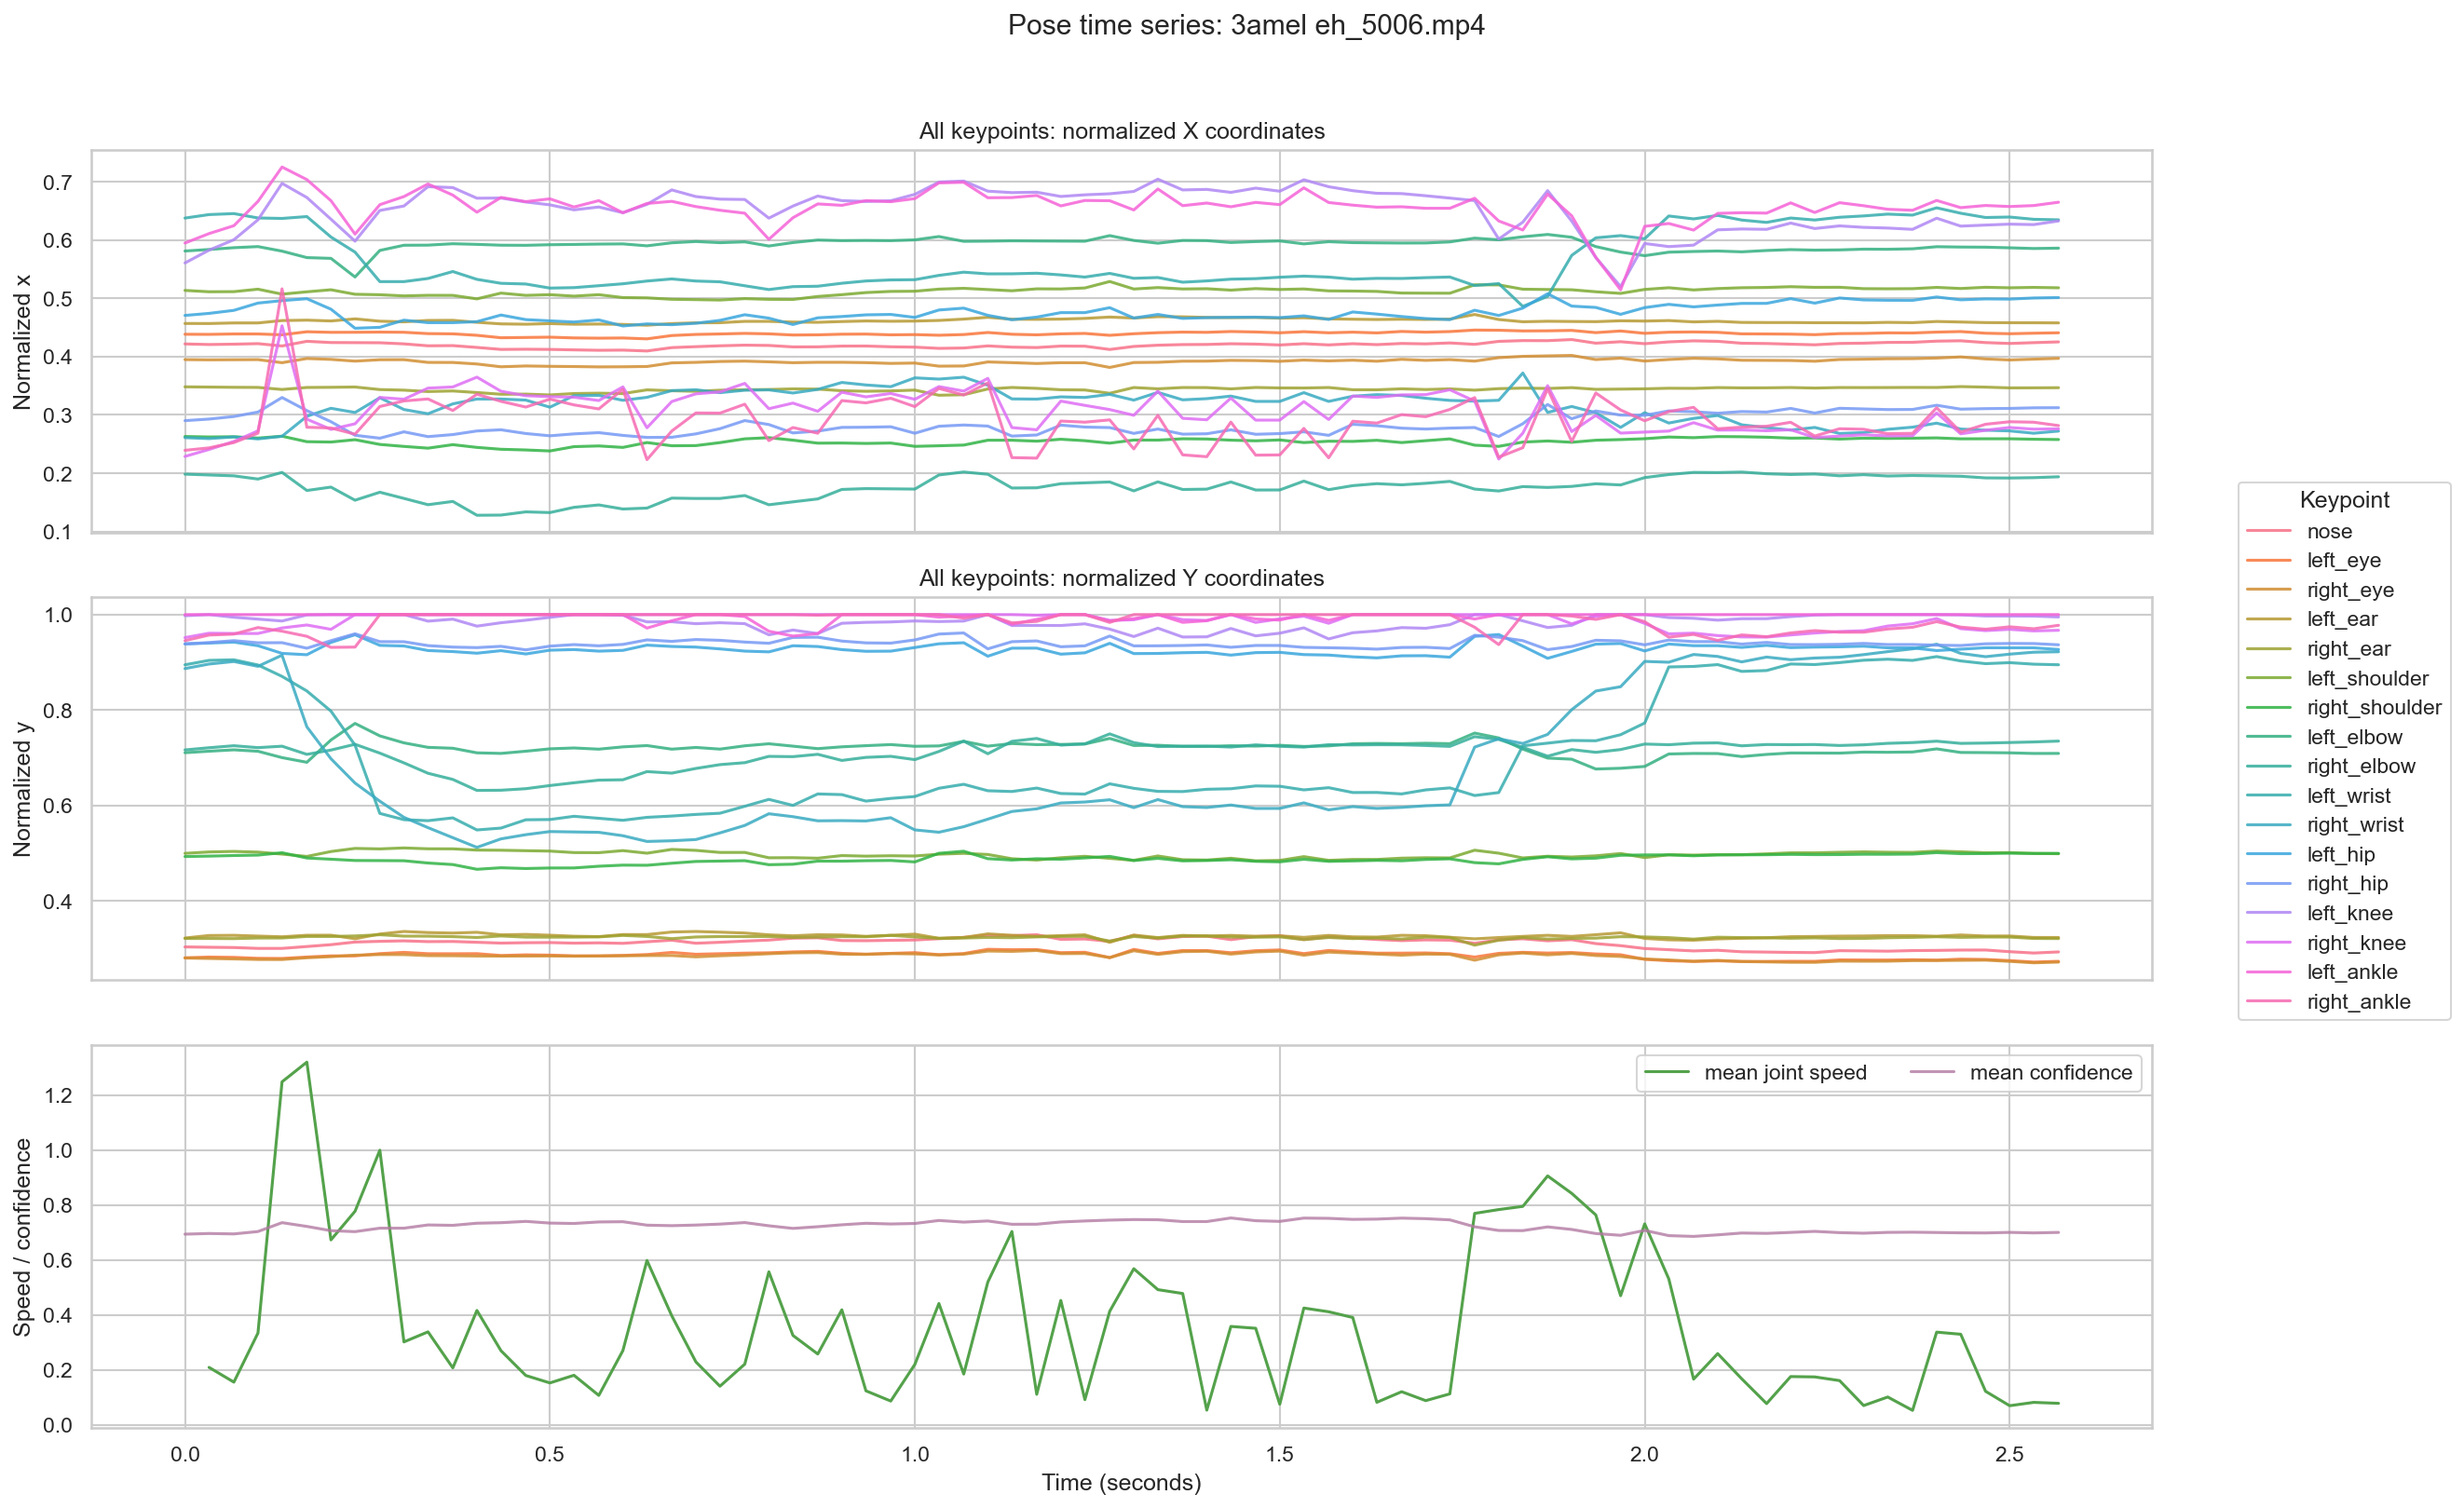 Pose time series: 3amel eh_5006.mp4
All keypoints: normalized X coordinates
Normalized x
0.7
0.6
0.5
0.4
0.3
0.2
0.1
All keypoints: normalized Y coordinates
Normalized y
1.0
0.8
0.6
0.4
Keypoint
nose
left_eye
right_eye
left_ear
right_ear
left_shoulder
right_shoulder
left_elbow
right_elbow
left_wrist
right_wrist
left_hip
right_hip
left_knee
right_knee
left_ankle
right_ankle
Speed / confidence
1.2
1.0
0.8
0.6
0.4
0.2
0.0
mean joint speed mean confidence
0.0 0.5 1.0 1.5 2.0 2.5
Time (seconds)